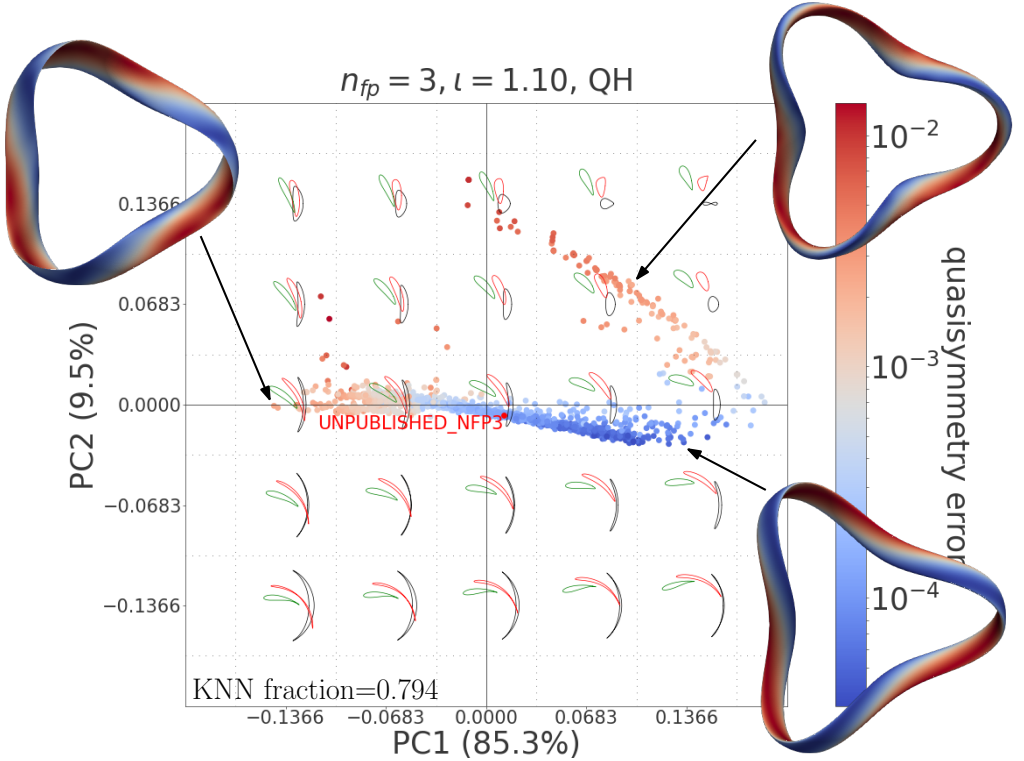 n_fp = 3, ι = 1.10, QH
10⁻²
10⁻³
10⁻⁴
quasisymmetry error
0.1366
0.0683
0.0000
−0.0683
−0.1366
PC2 (9.5%)
UNPUBLISHED_NFP3
KNN fraction=0.794
−0.1366 −0.0683 0.0000 0.0683 0.1366
PC1 (85.3%)